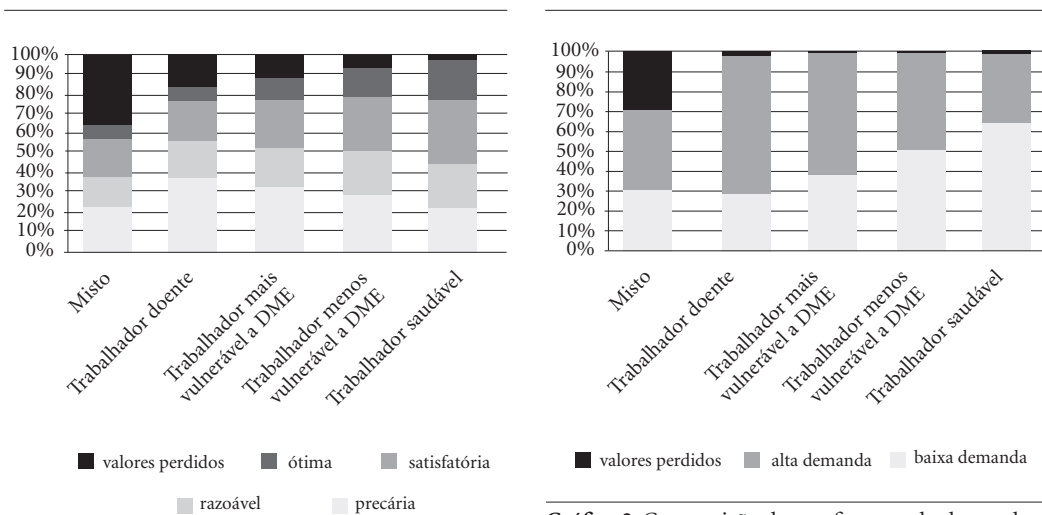 100%
90%
80%
70%
60%
50%
40%
30%
20%
10%
0%
Misto
Trabalhador doente
Trabalhador mais
vulnerável a DME
Trabalhador menos
vulnerável a DME
Trabalhador saudável
valores perdidos
ótima
satisfatória
razoável
precária
100%
90%
80%
70%
60%
50%
40%
30%
20%
10%
0%
Misto
Trabalhador doente
Trabalhador mais
vulnerável a DME
Trabalhador menos
vulnerável a DME
Trabalhador saudável
valores perdidos
alta demanda
baixa demanda